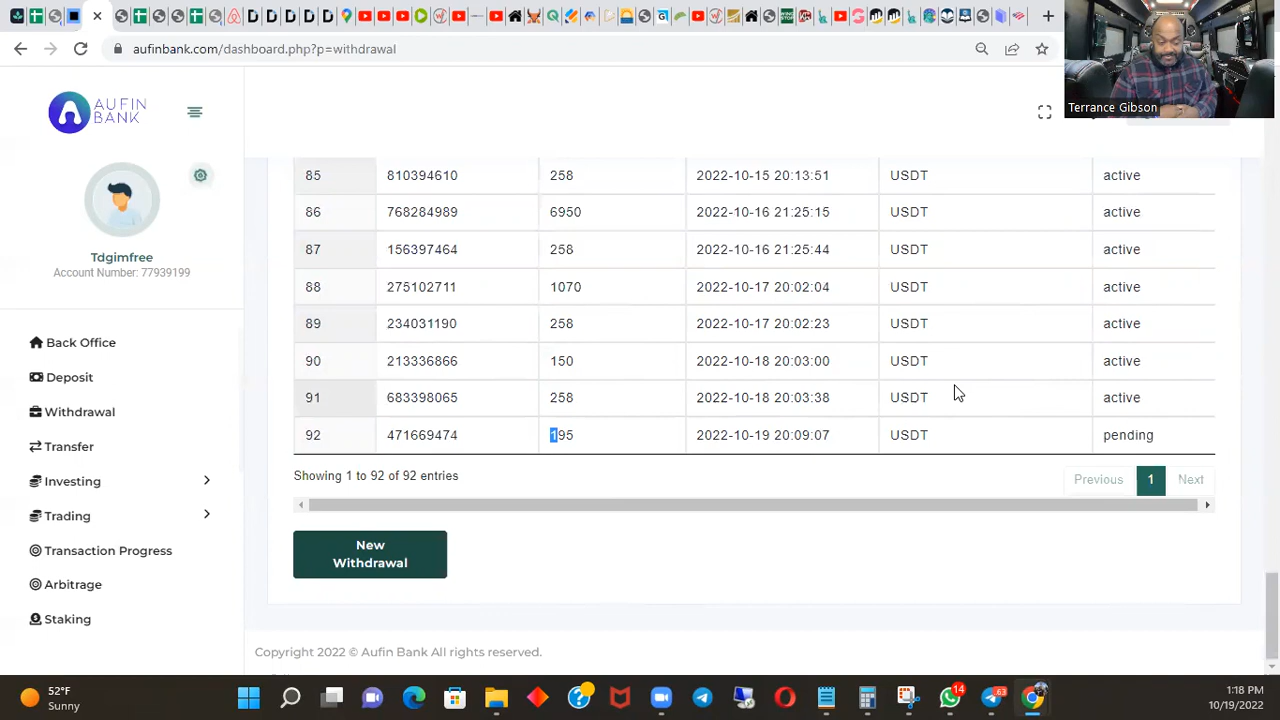 aufinbank.com/dashboard.php?p=withdrawal
Terrance Gibson
AUFIN
BANK
Tdgimfree
Account Number: 77939199
Back Office
Deposit
Withdrawal
Transfer
Investing
Trading
Transaction Progress
Arbitrage
Staking
85 810394610 258 2022-10-15 20:13:51 USDT active
86 768284989 6950 2022-10-16 21:25:15 USDT active
87 156397464 258 2022-10-16 21:25:44 USDT active
88 275102711 1070 2022-10-17 20:02:04 USDT active
89 234031190 258 2022-10-17 20:02:23 USDT active
90 213336866 150 2022-10-18 20:03:00 USDT active
91 683398065 258 2022-10-18 20:03:38 USDT active
92 471669474 195 2022-10-19 20:09:07 USDT pending
Showing 1 to 92 of 92 entries
Previous 1 Next
New
Withdrawal
Copyright 2022 © Aufin Bank All rights reserved.
52°F
Sunny
14
63
1:18 PM
10/19/2022